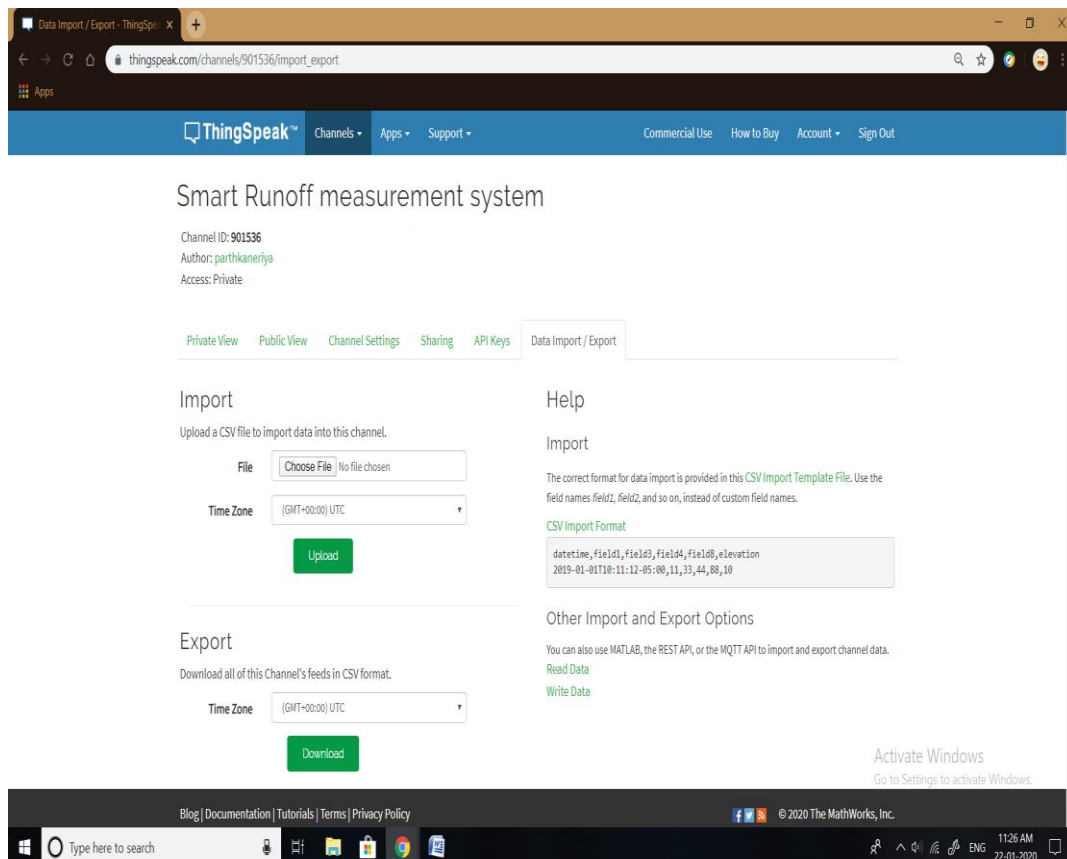 Data Import / Export - ThingSpea
thingspeak.com/channels/901536/import_export
Apps
ThingSpeak™ Channels Apps Support Commercial Use How to Buy Account Sign Out
Smart Runoff measurement system
Channel ID: 901536
Author: parthkaneriya
Access: Private
Private View Public View Channel Settings Sharing API Keys Data Import / Export
Import
Upload a CSV file to import data into this channel.
File Choose File No file chosen
Time Zone (GMT+00:00) UTC
Upload
Export
Download all of this Channel's feeds in CSV format.
Time Zone (GMT+00:00) UTC
Download
Help
Import
The correct format for data import is provided in this CSV Import Template File. Use the
field names field1, field2, and so on, instead of custom field names.
CSV Import Format
datetime,field1,field3,field4,field8,elevation
2019-01-01T10:11:12-05:00,11,33,44,88,10
Other Import and Export Options
You can also use MATLAB, the REST API, or the MQTT API to import and export channel data.
Read Data
Write Data
Activate Windows
Go to Settings to activate Windows.
Blog | Documentation | Tutorials | Terms | Privacy Policy
© 2020 The MathWorks, Inc.
Type here to search
ENG
11:26 AM
22-01-2020